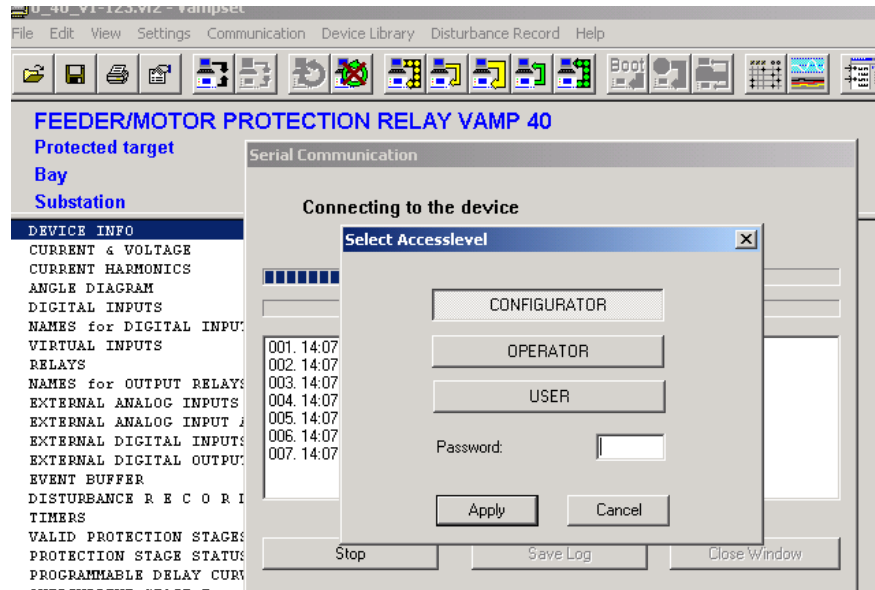 File Edit View Settings Communication Device Library Disturbance Record Help
Boot
FEEDER/MOTOR PROTECTION RELAY VAMP 40
Protected target
Bay
Substation
DEVICE INFO
CURRENT & VOLTAGE
CURRENT HARMONICS
ANGLE DIAGRAM
DIGITAL INPUTS
NAMES for DIGITAL INPUT
VIRTUAL INPUTS
RELAYS
NAMES for OUTPUT RELAYS
EXTERNAL ANALOG INPUTS
EXTERNAL ANALOG INPUT
EXTERNAL DIGITAL INPUTS
EXTERNAL DIGITAL OUTPUT
EVENT BUFFER
DISTURBANCE R E C O R
TIMERS
VALID PROTECTION STAGES
PROTECTION STAGE STATUS
PROGRAMMABLE DELAY CURV
Serial Communication
Connecting to the device
001. 14:07
002. 14:07
003. 14:07
004. 14:07
005. 14:07
006. 14:07
007. 14:07
Stop Save Log Close Window
Select Accesslevel
CONFIGURATOR
OPERATOR
USER
Password:
Apply Cancel